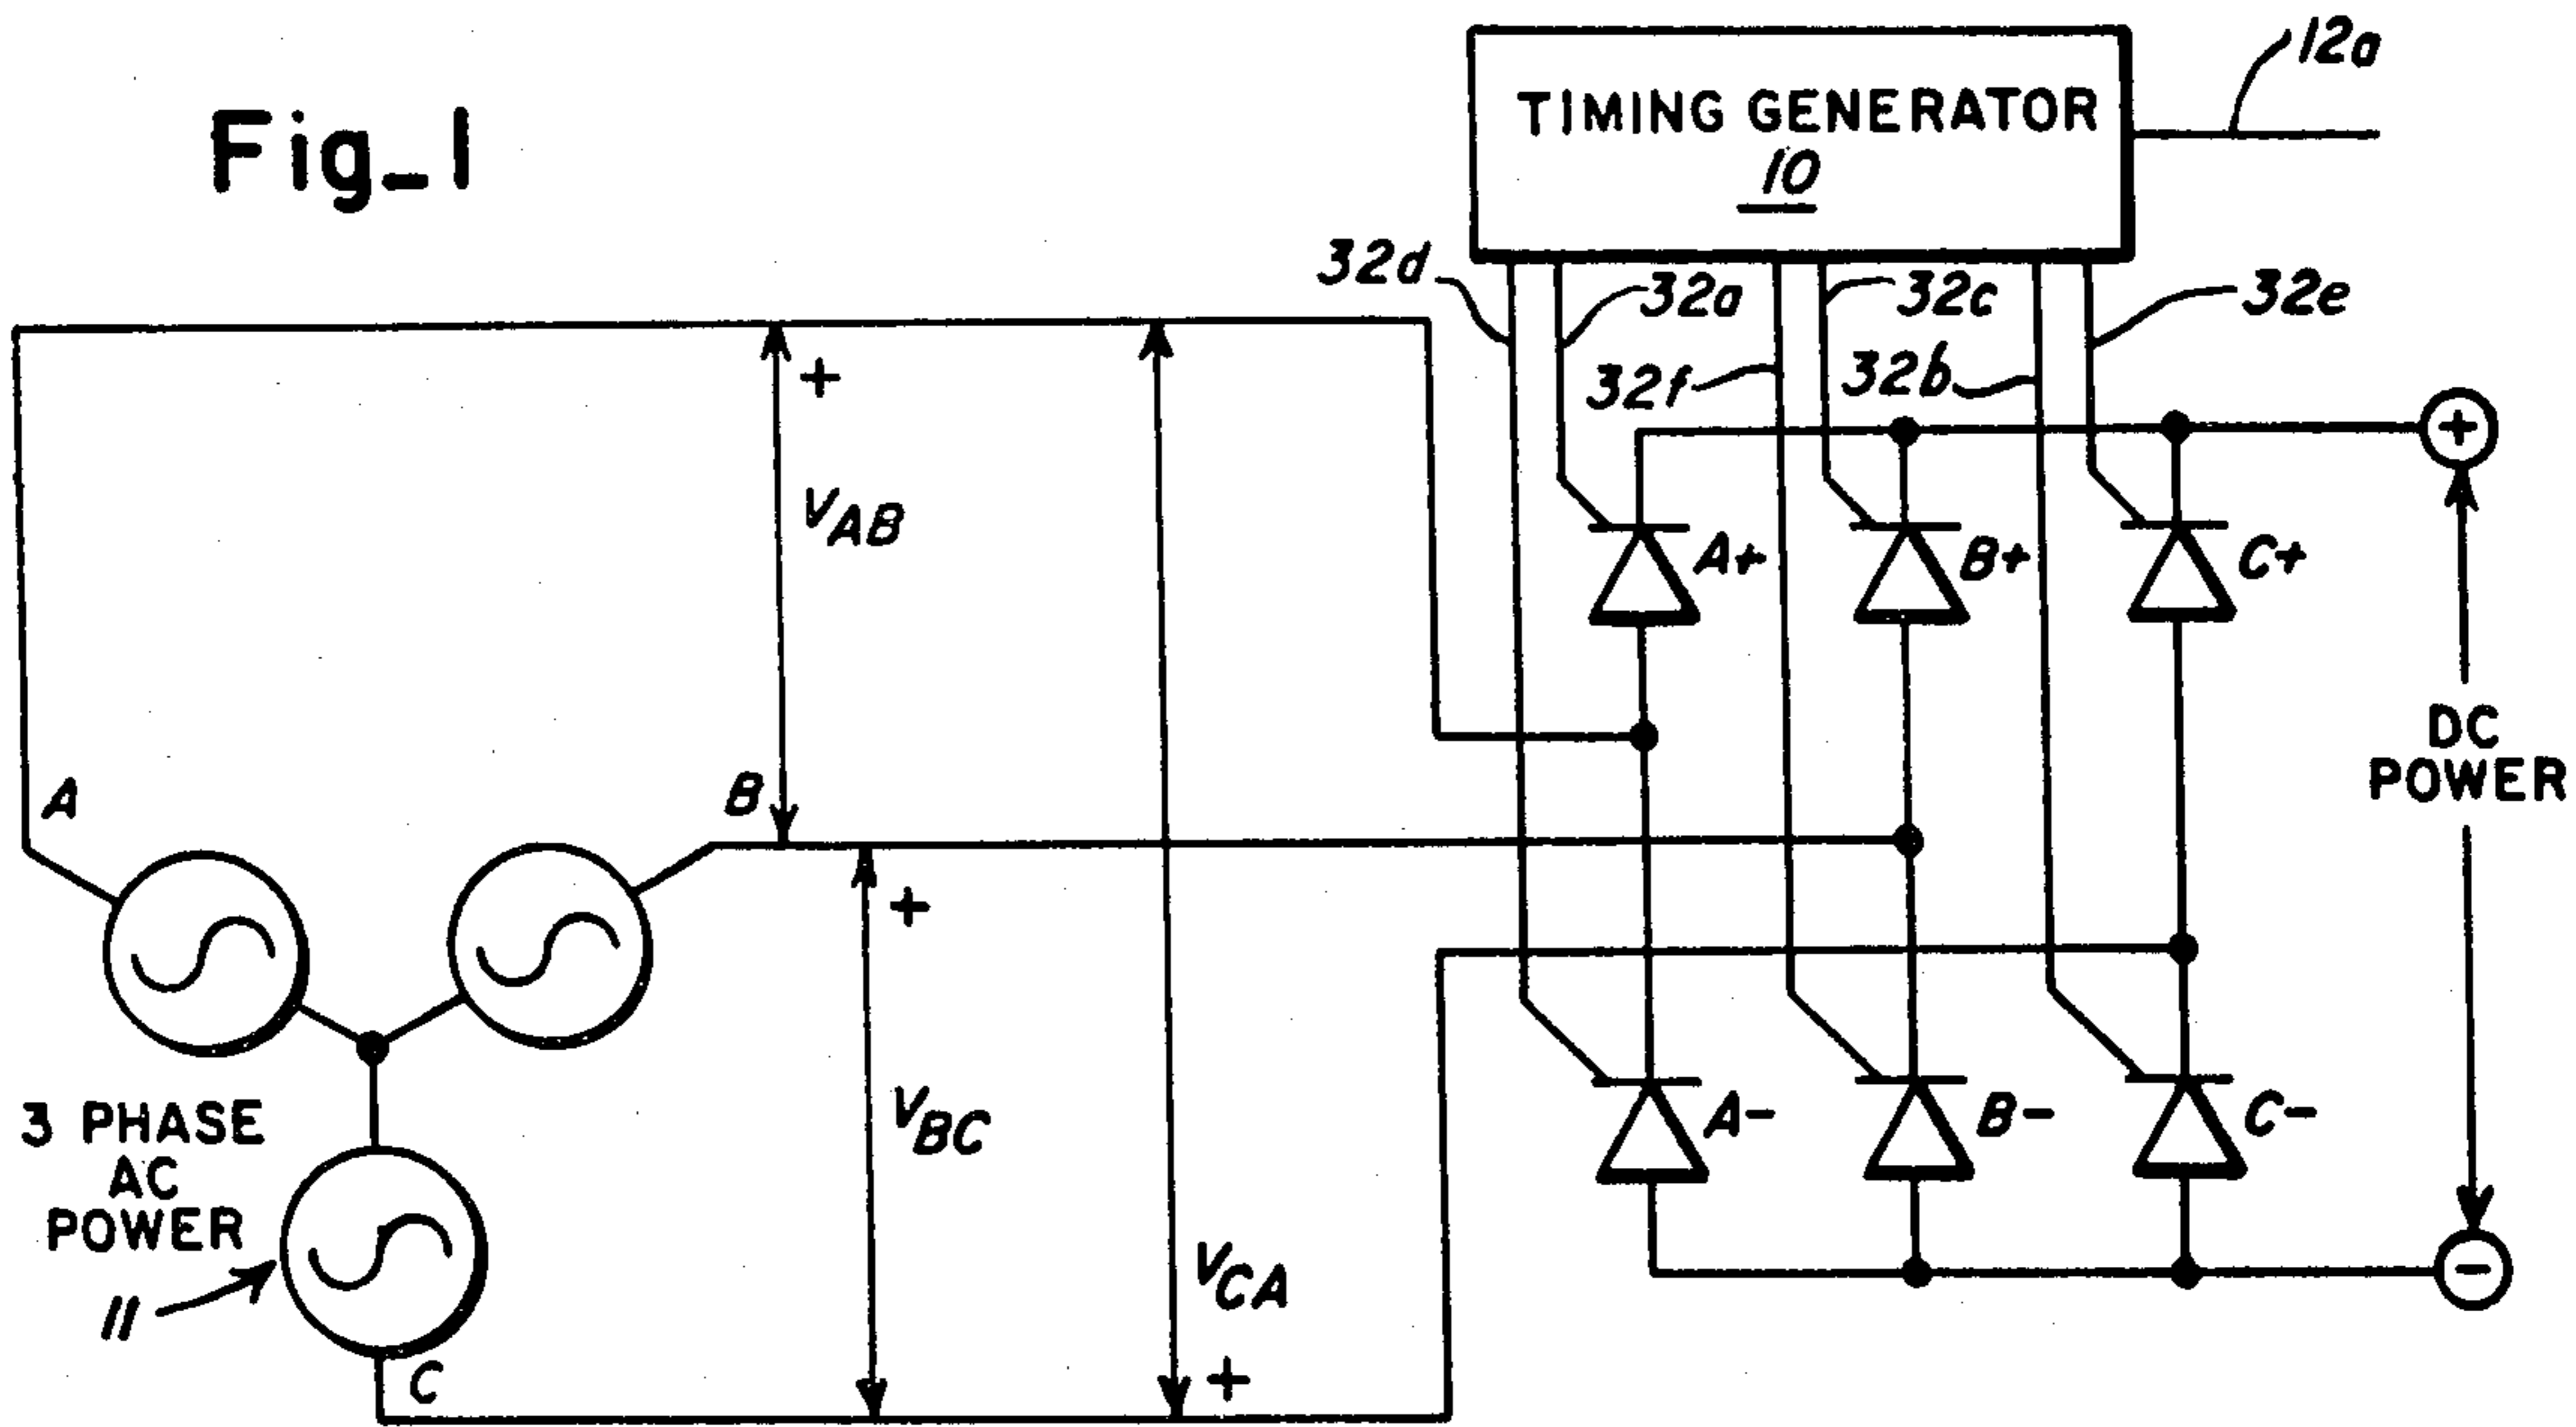 Fig_1
TIMING GENERATOR
10
12a
32d
32a
32c
32e
32f
32b
+
VAB
A+
B+
C+
+
DC
POWER
A
B
+
VBC
3 PHASE
AC
POWER
11
VCA
+
C
A-
B-
C-
-